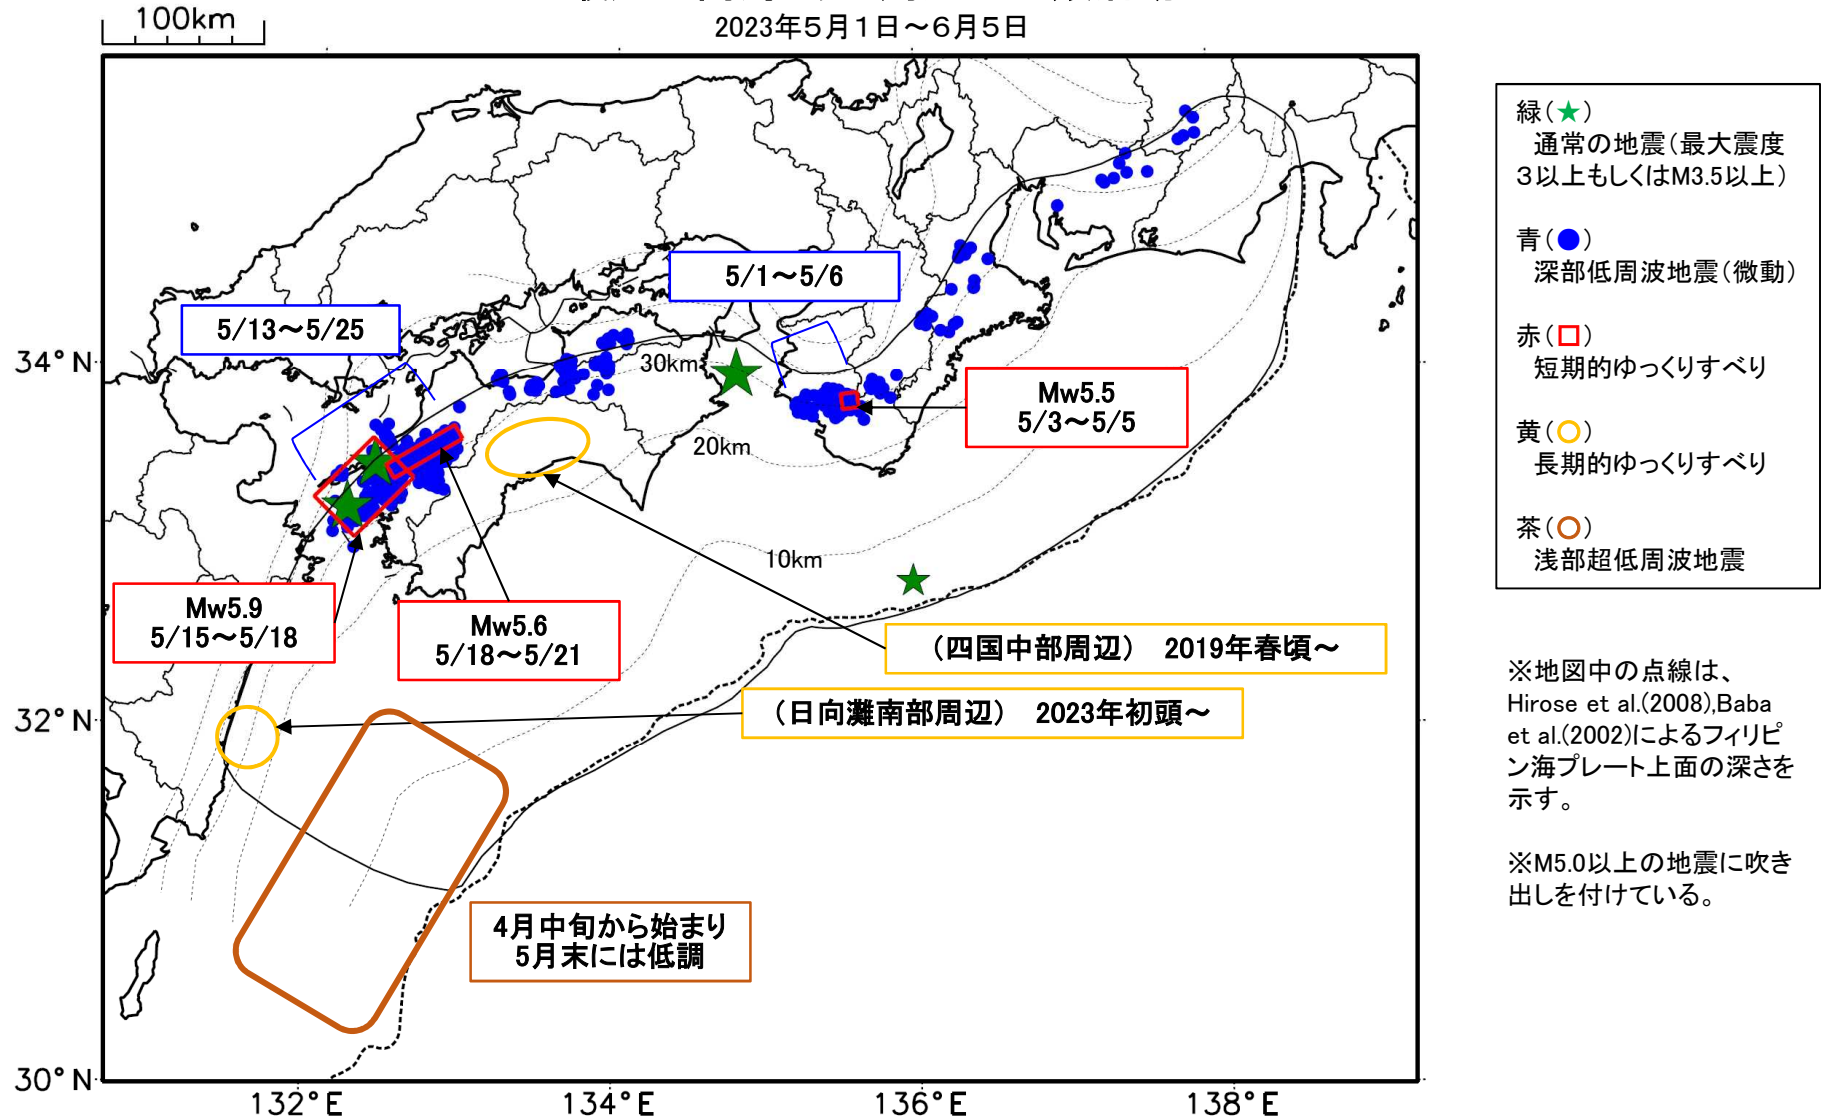 100km
2023年5月1日～6月5日
緑(★)
通常の地震(最大震度
3以上もしくはM3.5以上)
青(●)
深部低周波地震(微動)
赤(□)
短期的ゆっくりすべり
黄(○)
長期的ゆっくりすべり
茶(○)
浅部超低周波地震
※地図中の点線は、
Hirose et al.(2008),Baba
et al.(2002)によるフィリピ
ン海プレート上面の深さを
示す。
※M5.0以上の地震に吹き
出しを付けている。
5/1～5/6
5/13～5/25
34°N
30km
Mw5.5
5/3～5/5
20km
10km
Mw5.9
5/15～5/18
Mw5.6
5/18～5/21
(四国中部周辺) 2019年春頃～
(日向灘南部周辺) 2023年初頭～
32°N
4月中旬から始まり
5月末には低調
30°N
132°E
134°E
136°E
138°E